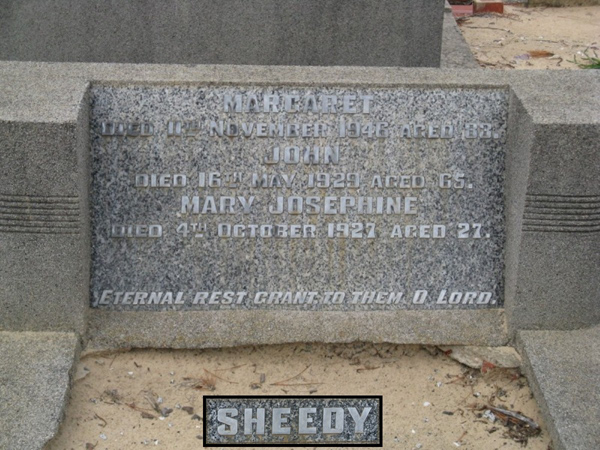 MARGARET
DIED 11TH NOVEMBER 1946 AGED 83.
JOHN
DIED 16TH MAY 1929 AGED 65.
MARY JOSEPHINE
DIED 4TH OCTOBER 1927 AGED 27.
ETERNAL REST GRANT TO THEM O LORD.
SHEEDY